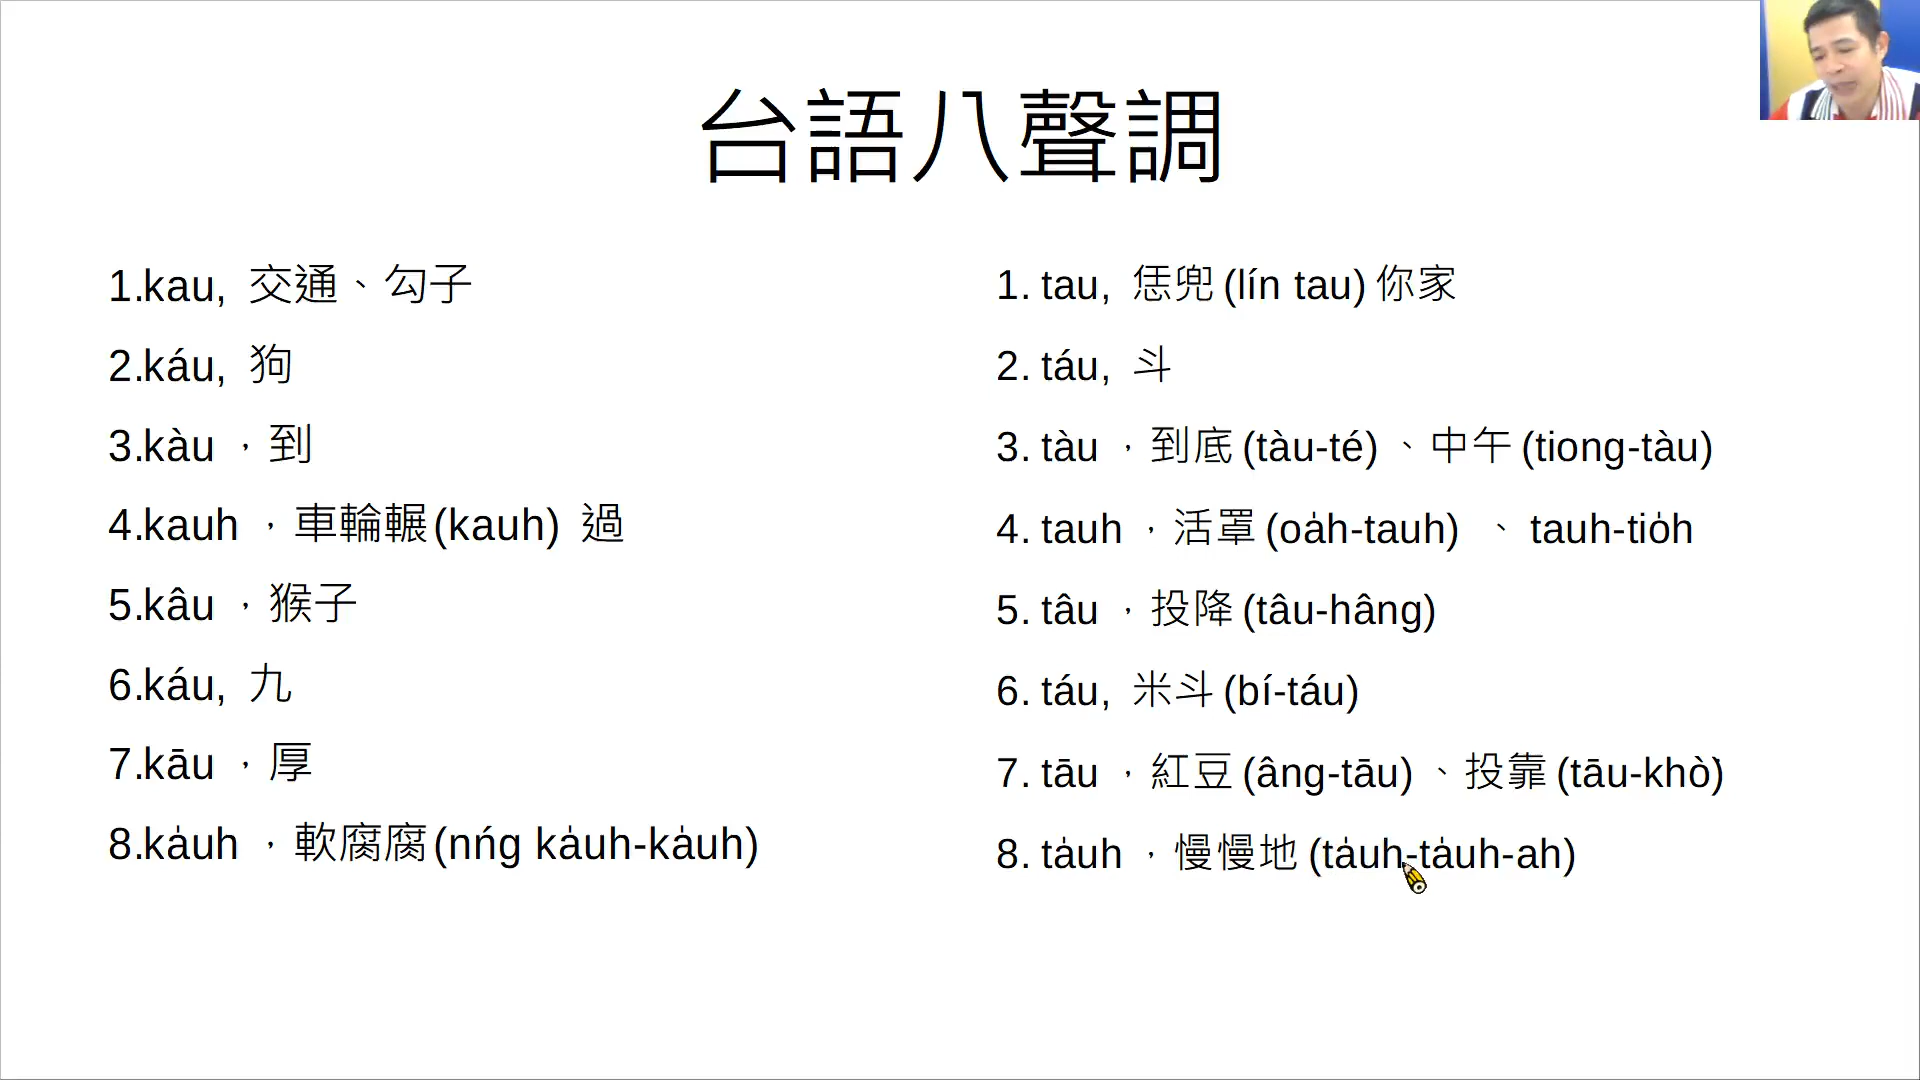 台語八聲調
1.kau, 交通、勾子
2.káu, 狗
3.kàu ，到
4.kauh ，車輪輾(kauh) 過
5.kâu ，猴子
6.káu, 九
7.kāu ，厚
8.ka̍uh ，軟腐腐(nńg ka̍uh-ka̍uh)
1. tau, 恁兜(lín tau)你家
2. táu, 斗
3. tàu ，到底(tàu-té) 、中午(tiong-tàu)
4. tauh ，活罩(oa̍h-tauh) 、 tauh-tio̍h
5. tâu ，投降(tâu-hâng)
6. táu, 米斗(bí-táu)
7. tāu ，紅豆(âng-tāu) 、投靠(tāu-khò͘)
8. ta̍uh ，慢慢地(ta̍uh-ta̍uh-ah)